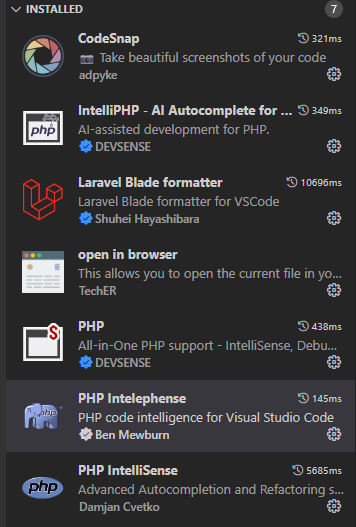 INSTALLED 7
CodeSnap 321ms
📷 Take beautiful screenshots of your code
adpyke
IntelliPHP - AI Autocomplete for ... 349ms
php
AI-assisted development for PHP.
DEVSENSE
Laravel Blade formatter 10696ms
Laravel Blade formatter for VSCode
Shuhei Hayashibara
open in browser
This allows you to open the current file in yo...
TechER
PHP 438ms
All-in-One PHP support - IntelliSense, Debu...
DEVSENSE
PHP Intelephense 145ms
php
PHP code intelligence for Visual Studio Code
Ben Mewburn
PHP IntelliSense 5685ms
php
Advanced Autocompletion and Refactoring s...
Damjan Cvetko